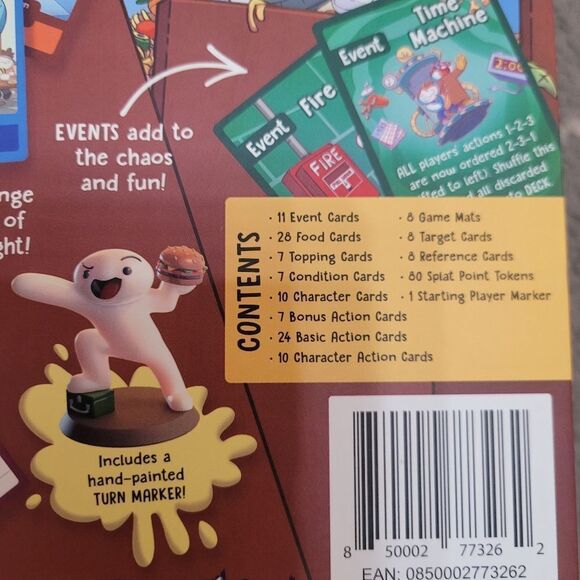 Event
Time
Machine
Event
Fire
FIRE
ALL players' actions 1-2-3
are now ordered 2-3-1
to left). Shuffle this
all discarded
DECK.
EVENTS add to
the chaos
and fun!
of
CONTENTS
· 11 Event Cards
· 28 Food Cards
· 7 Topping Cards
· 7 Condition Cards
· 10 Character Cards
· 7 Bonus Action Cards
· 24 Basic Action Cards
· 10 Character Action Cards
· 8 Game Mats
· 8 Target Cards
· 8 Reference Cards
· 80 Splat Point Tokens
· 1 Starting Player Marker
Includes a
hand-painted
TURN MARKER!
8 50002 77326 2
EAN: 0850002773262